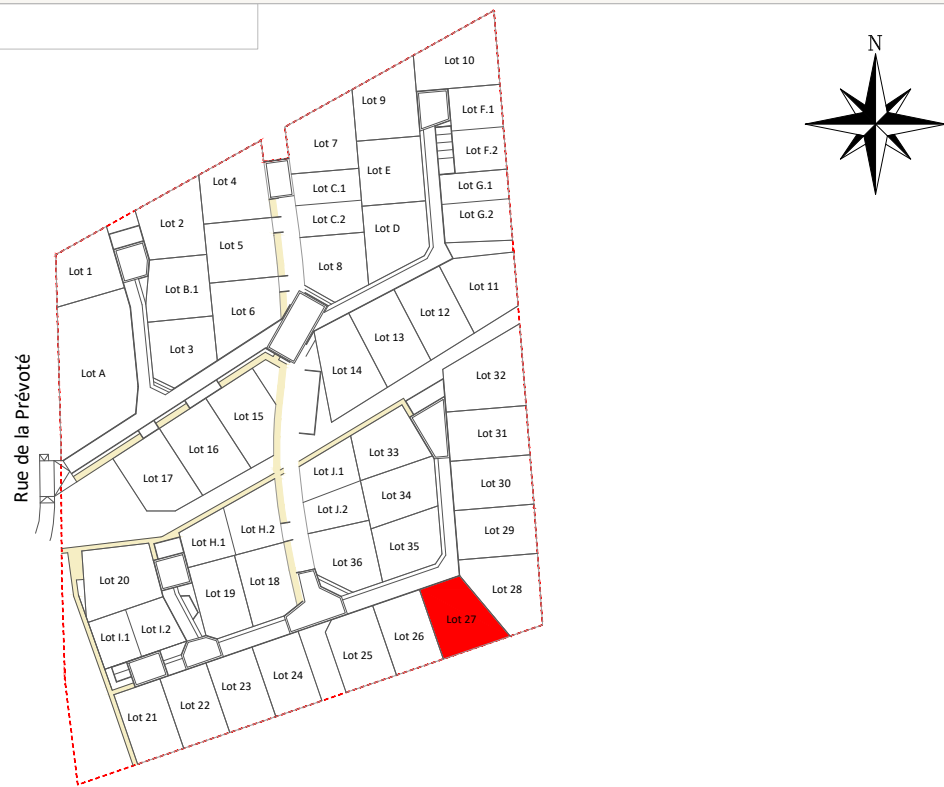 N
Lot 10
Lot 9
Lot F.1
Lot 7
Lot F.2
Lot E
Lot 4
Lot C.1
Lot G.1
Lot 2
Lot C.2
Lot G.2
Lot D
Lot 5
Lot 8
Lot 1
Lot B.1
Lot 11
Lot 6
Lot 12
Lot 13
Lot 3
Lot A
Lot 14
Lot 32
Rue de la Prévoté
Lot 15
Lot 31
Lot 16
Lot 33
Lot J.1
Lot 17
Lot 30
Lot 34
Lot J.2
Lot H.2
Lot 29
Lot H.1
Lot 35
Lot 36
Lot 20
Lot 18
Lot 28
Lot 19
Lot 27
Lot I.2
Lot I.1
Lot 26
Lot 25
Lot 24
Lot 23
Lot 22
Lot 21